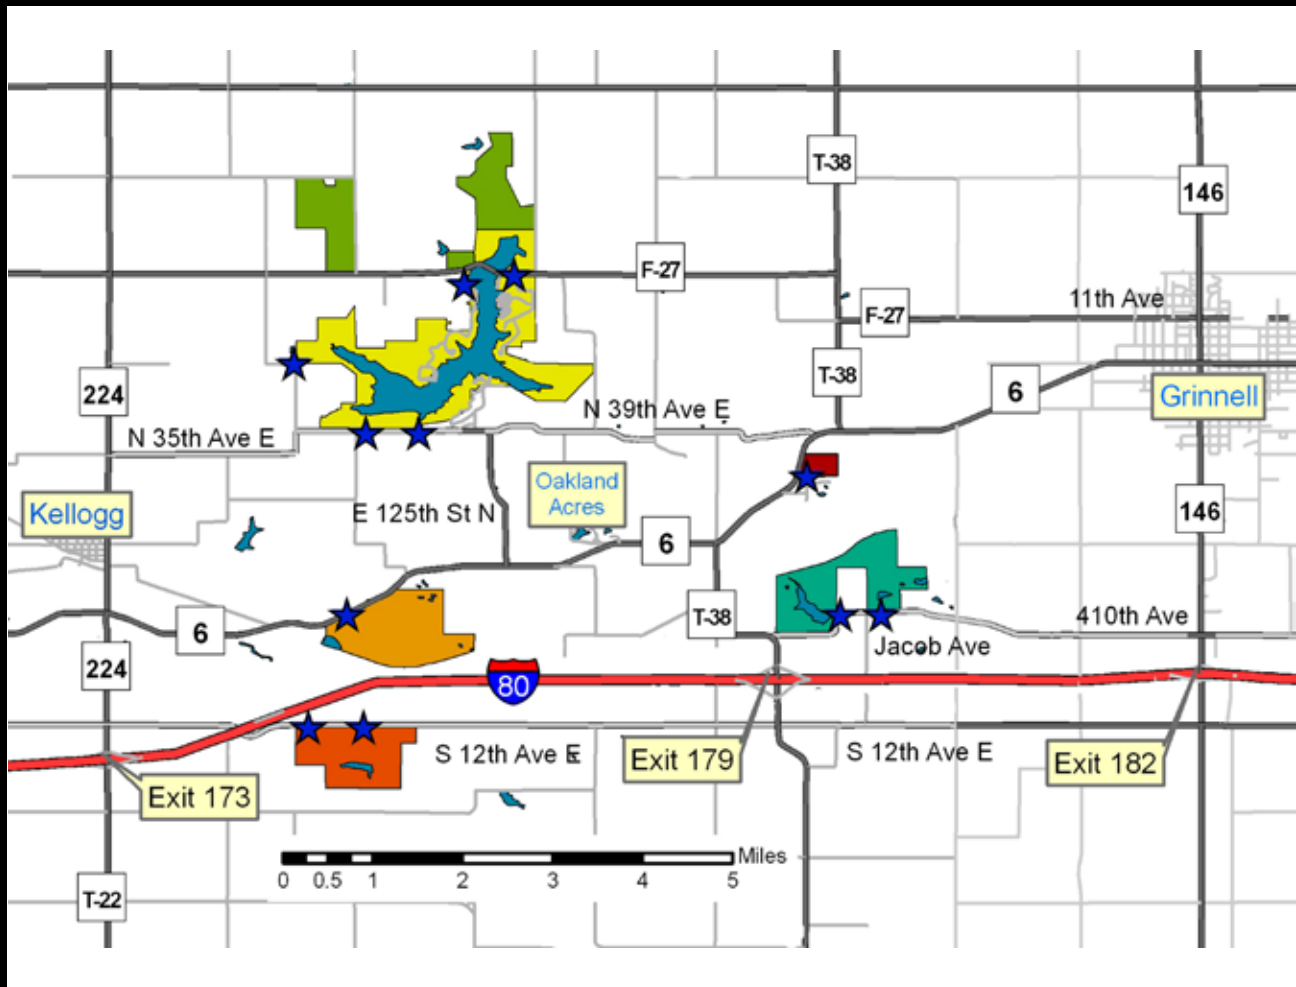 T-38
146
F-27
11th Ave
F-27
T-38
6
224
Grinnell
N 39th Ave E
N 35th Ave E
Oakland
Acres
Kellogg
E 125th St N
146
6
T-38
410th Ave
6
Jacob Ave
224
80
S 12th Ave E
Exit 179
S 12th Ave E
Exit 182
Exit 173
Miles
0 0.5 1 2 3 4 5
T-22